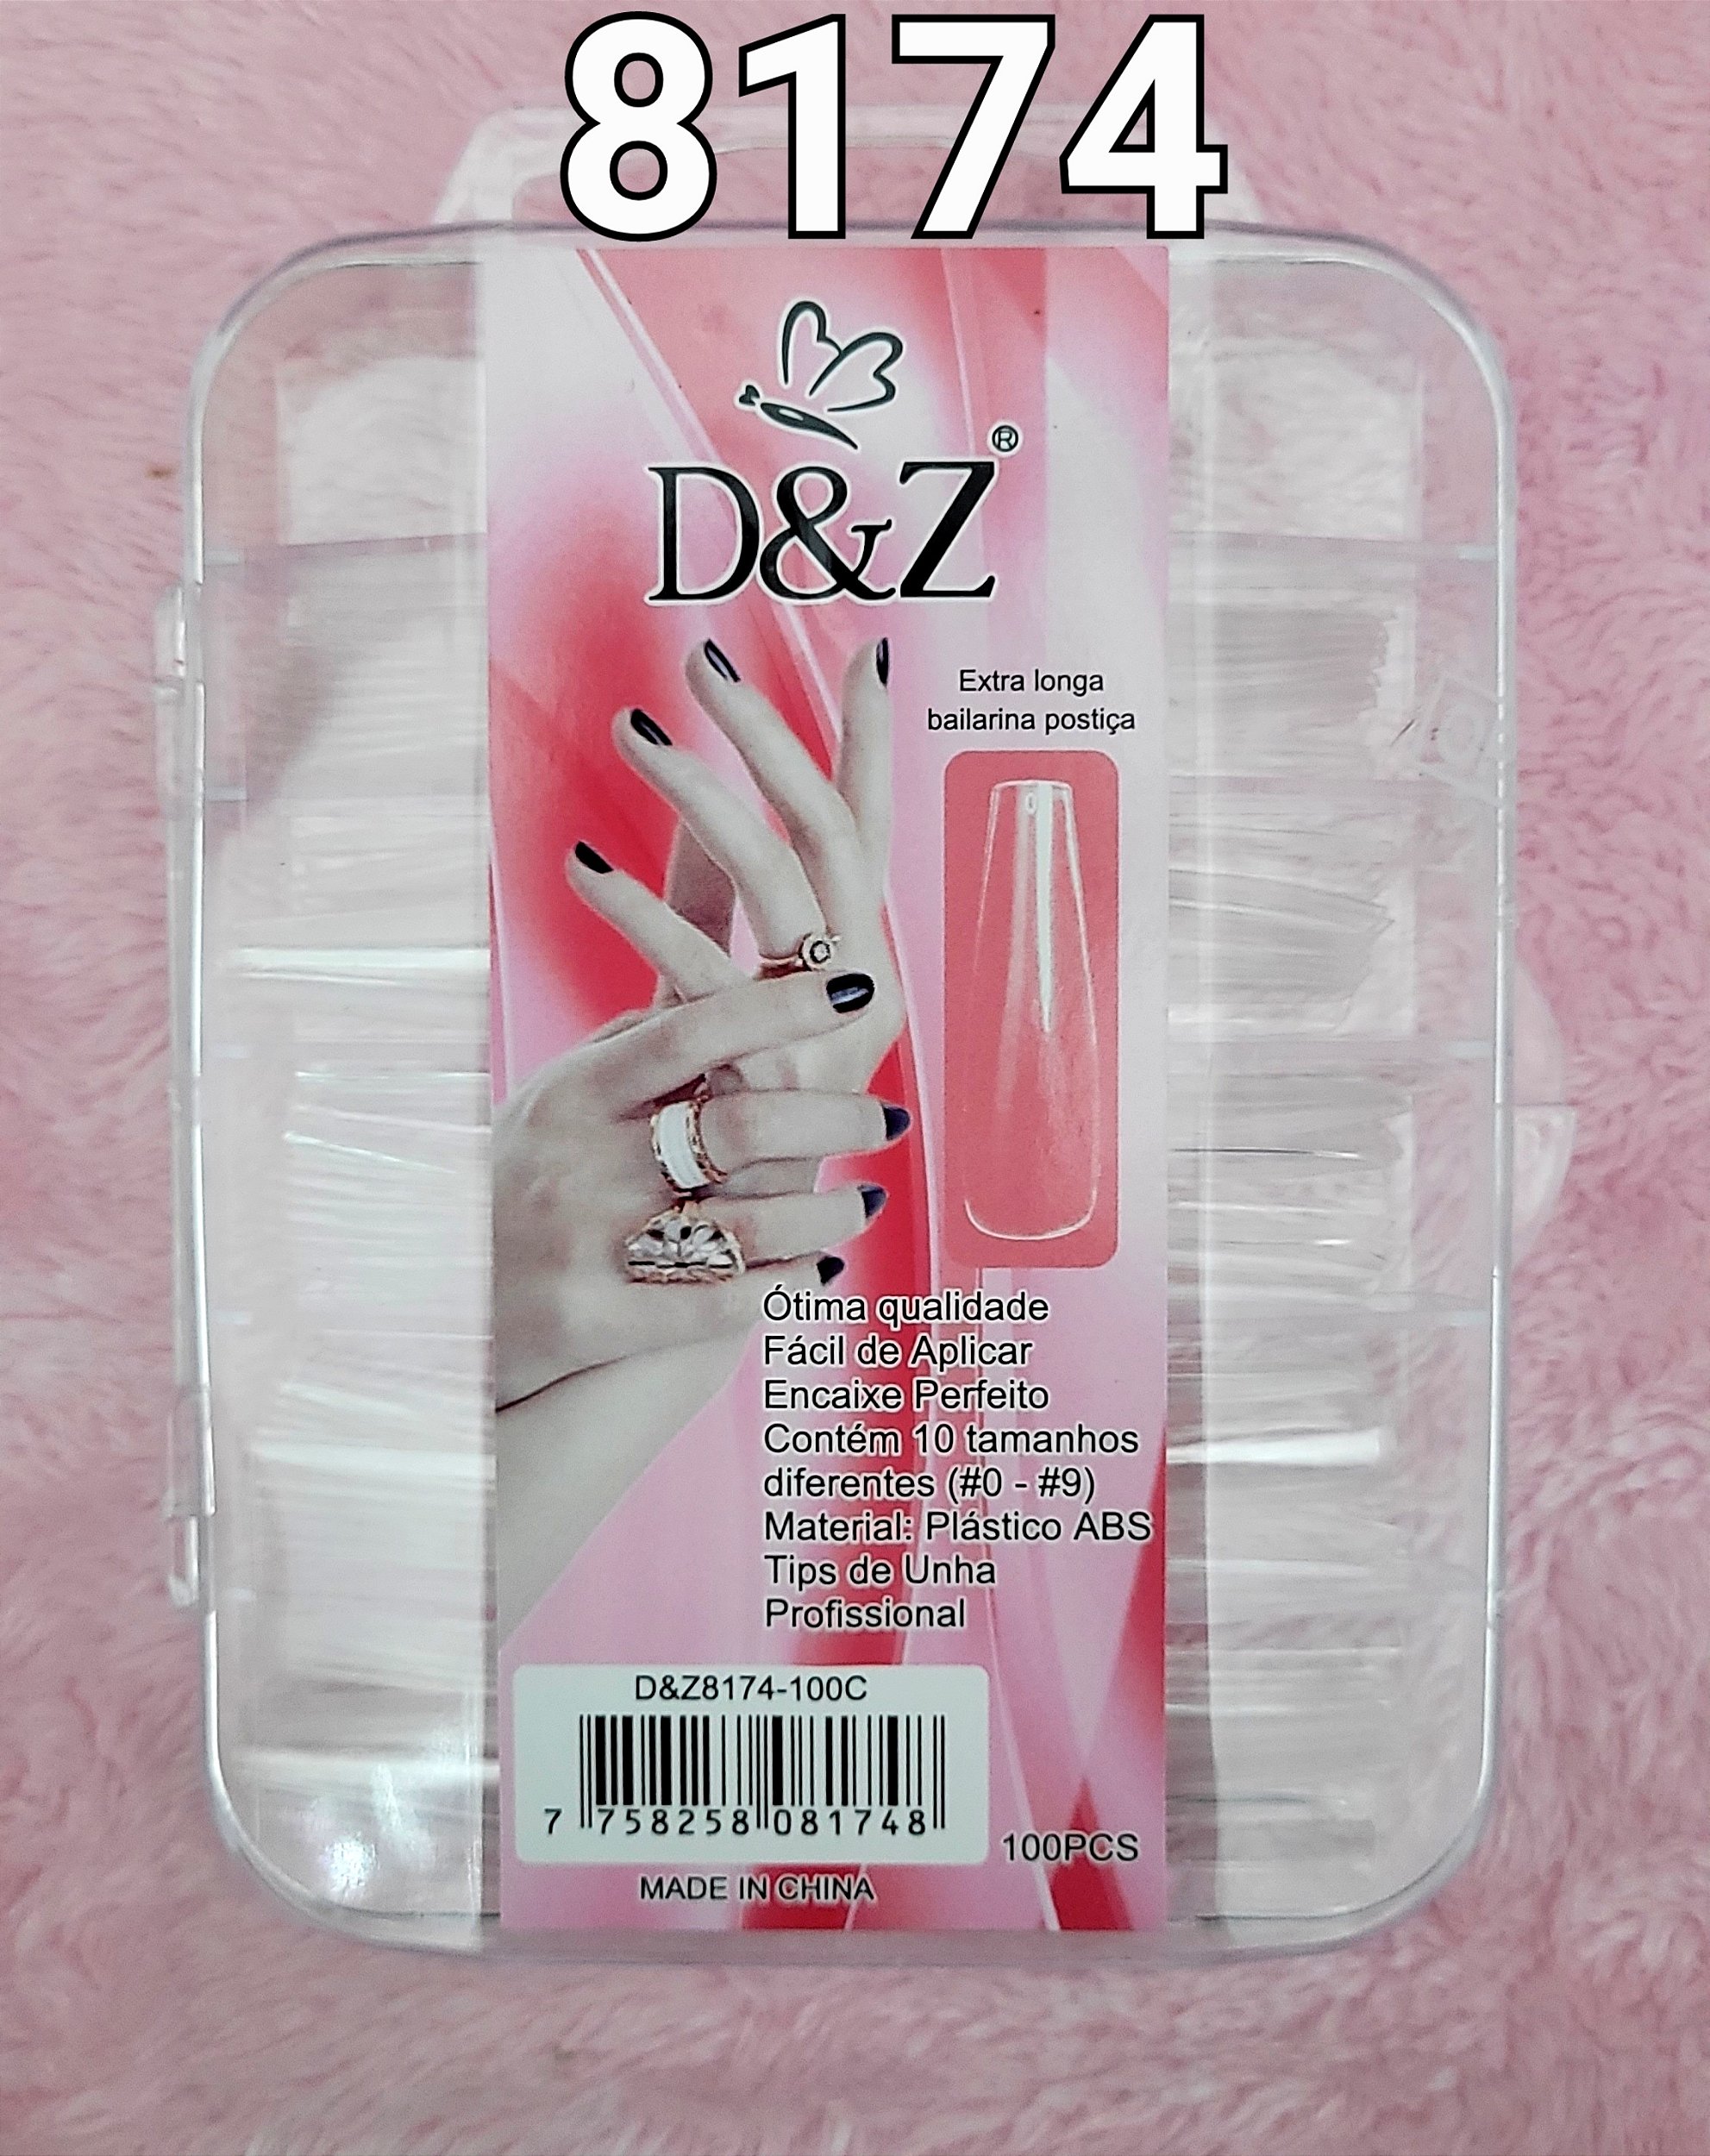 8174
D&Z®
Extra longa
bailarina postiça
0
Ótima qualidade
Fácil de Aplicar
Encaixe Perfeito
Contém 10 tamanhos
diferentes (#0 - #9)
Material: Plástico ABS
Tips de Unha
Profissional
D&Z8174-100C
7 758258 081748
100PCS
MADE IN CHINA